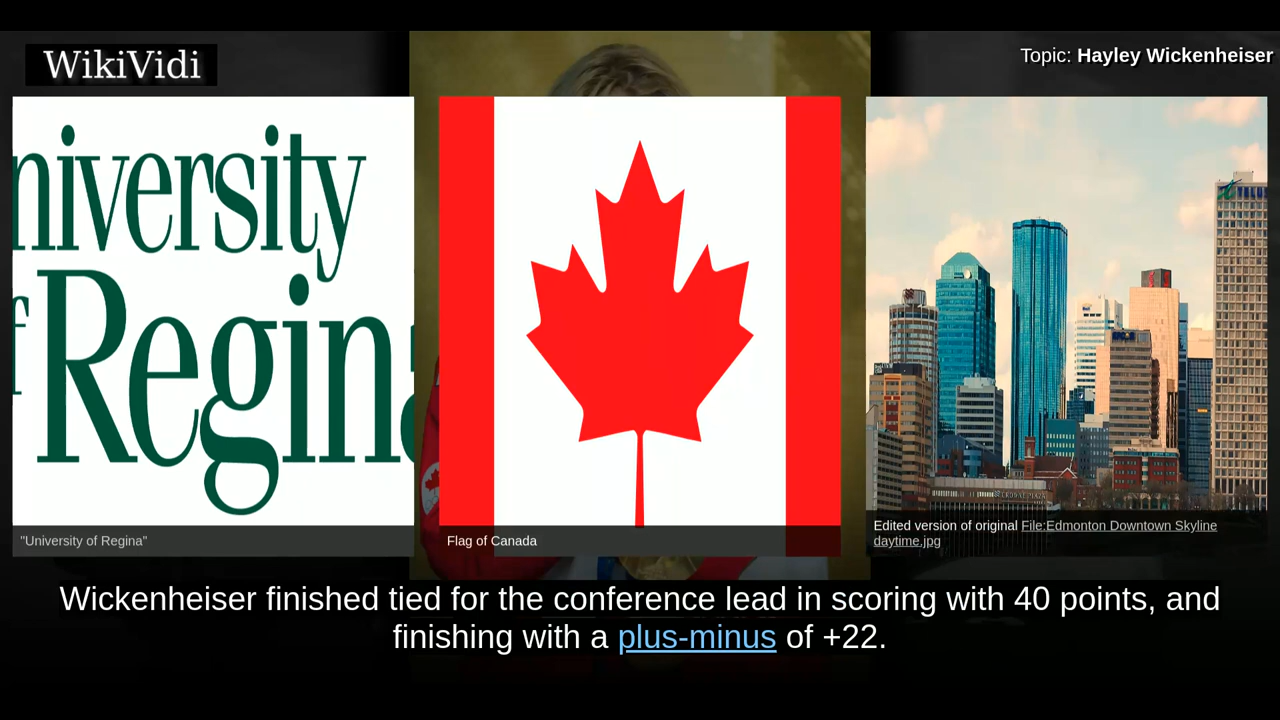 WikiVidi
Topic: Hayley Wickenheiser
niversity
f Regina
"University of Regina"
Flag of Canada
Edited version of original File:Edmonton Downtown Skyline
daytime.jpg
Wickenheiser finished tied for the conference lead in scoring with 40 points, and
finishing with a plus-minus of +22.